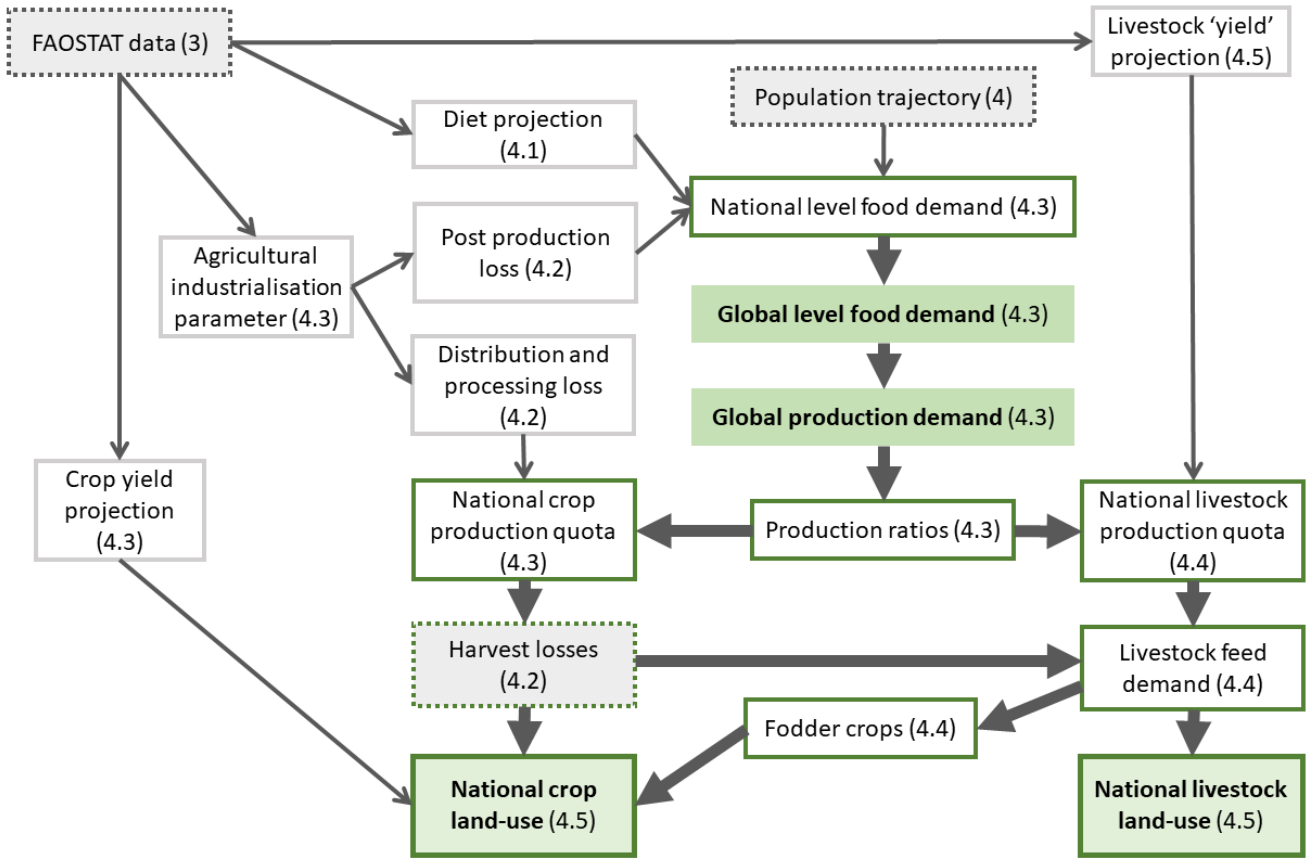 FAOSTAT data (3)
Livestock ‘yield’
projection (4.5)
Population trajectory (4)
Diet projection
(4.1)
National level food demand (4.3)
Agricultural
industrialisation
parameter (4.3)
Post production
loss (4.2)
Global level food demand (4.3)
Distribution and
processing loss
(4.2)
Global production demand (4.3)
Crop yield
projection
(4.3)
National crop
production quota
(4.3)
Production ratios (4.3)
National livestock
production quota
(4.4)
Harvest losses
(4.2)
Livestock feed
demand (4.4)
Fodder crops (4.4)
National crop
land-use (4.5)
National livestock
land-use (4.5)